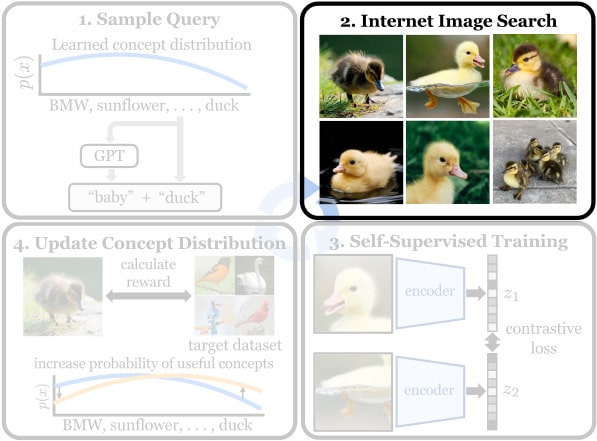 1. Sample Query
Learned concept distribution
p(x)
BMW, sunflower, . . . , duck
GPT
“baby” + “duck”
2. Internet Image Search
4. Update Concept Distribution
calculate
reward
target dataset
increase probability of useful concepts
p(x)
BMW, sunflower, . . . , duck
3. Self-Supervised Training
encoder
z₁
contrastive
loss
encoder
z₂